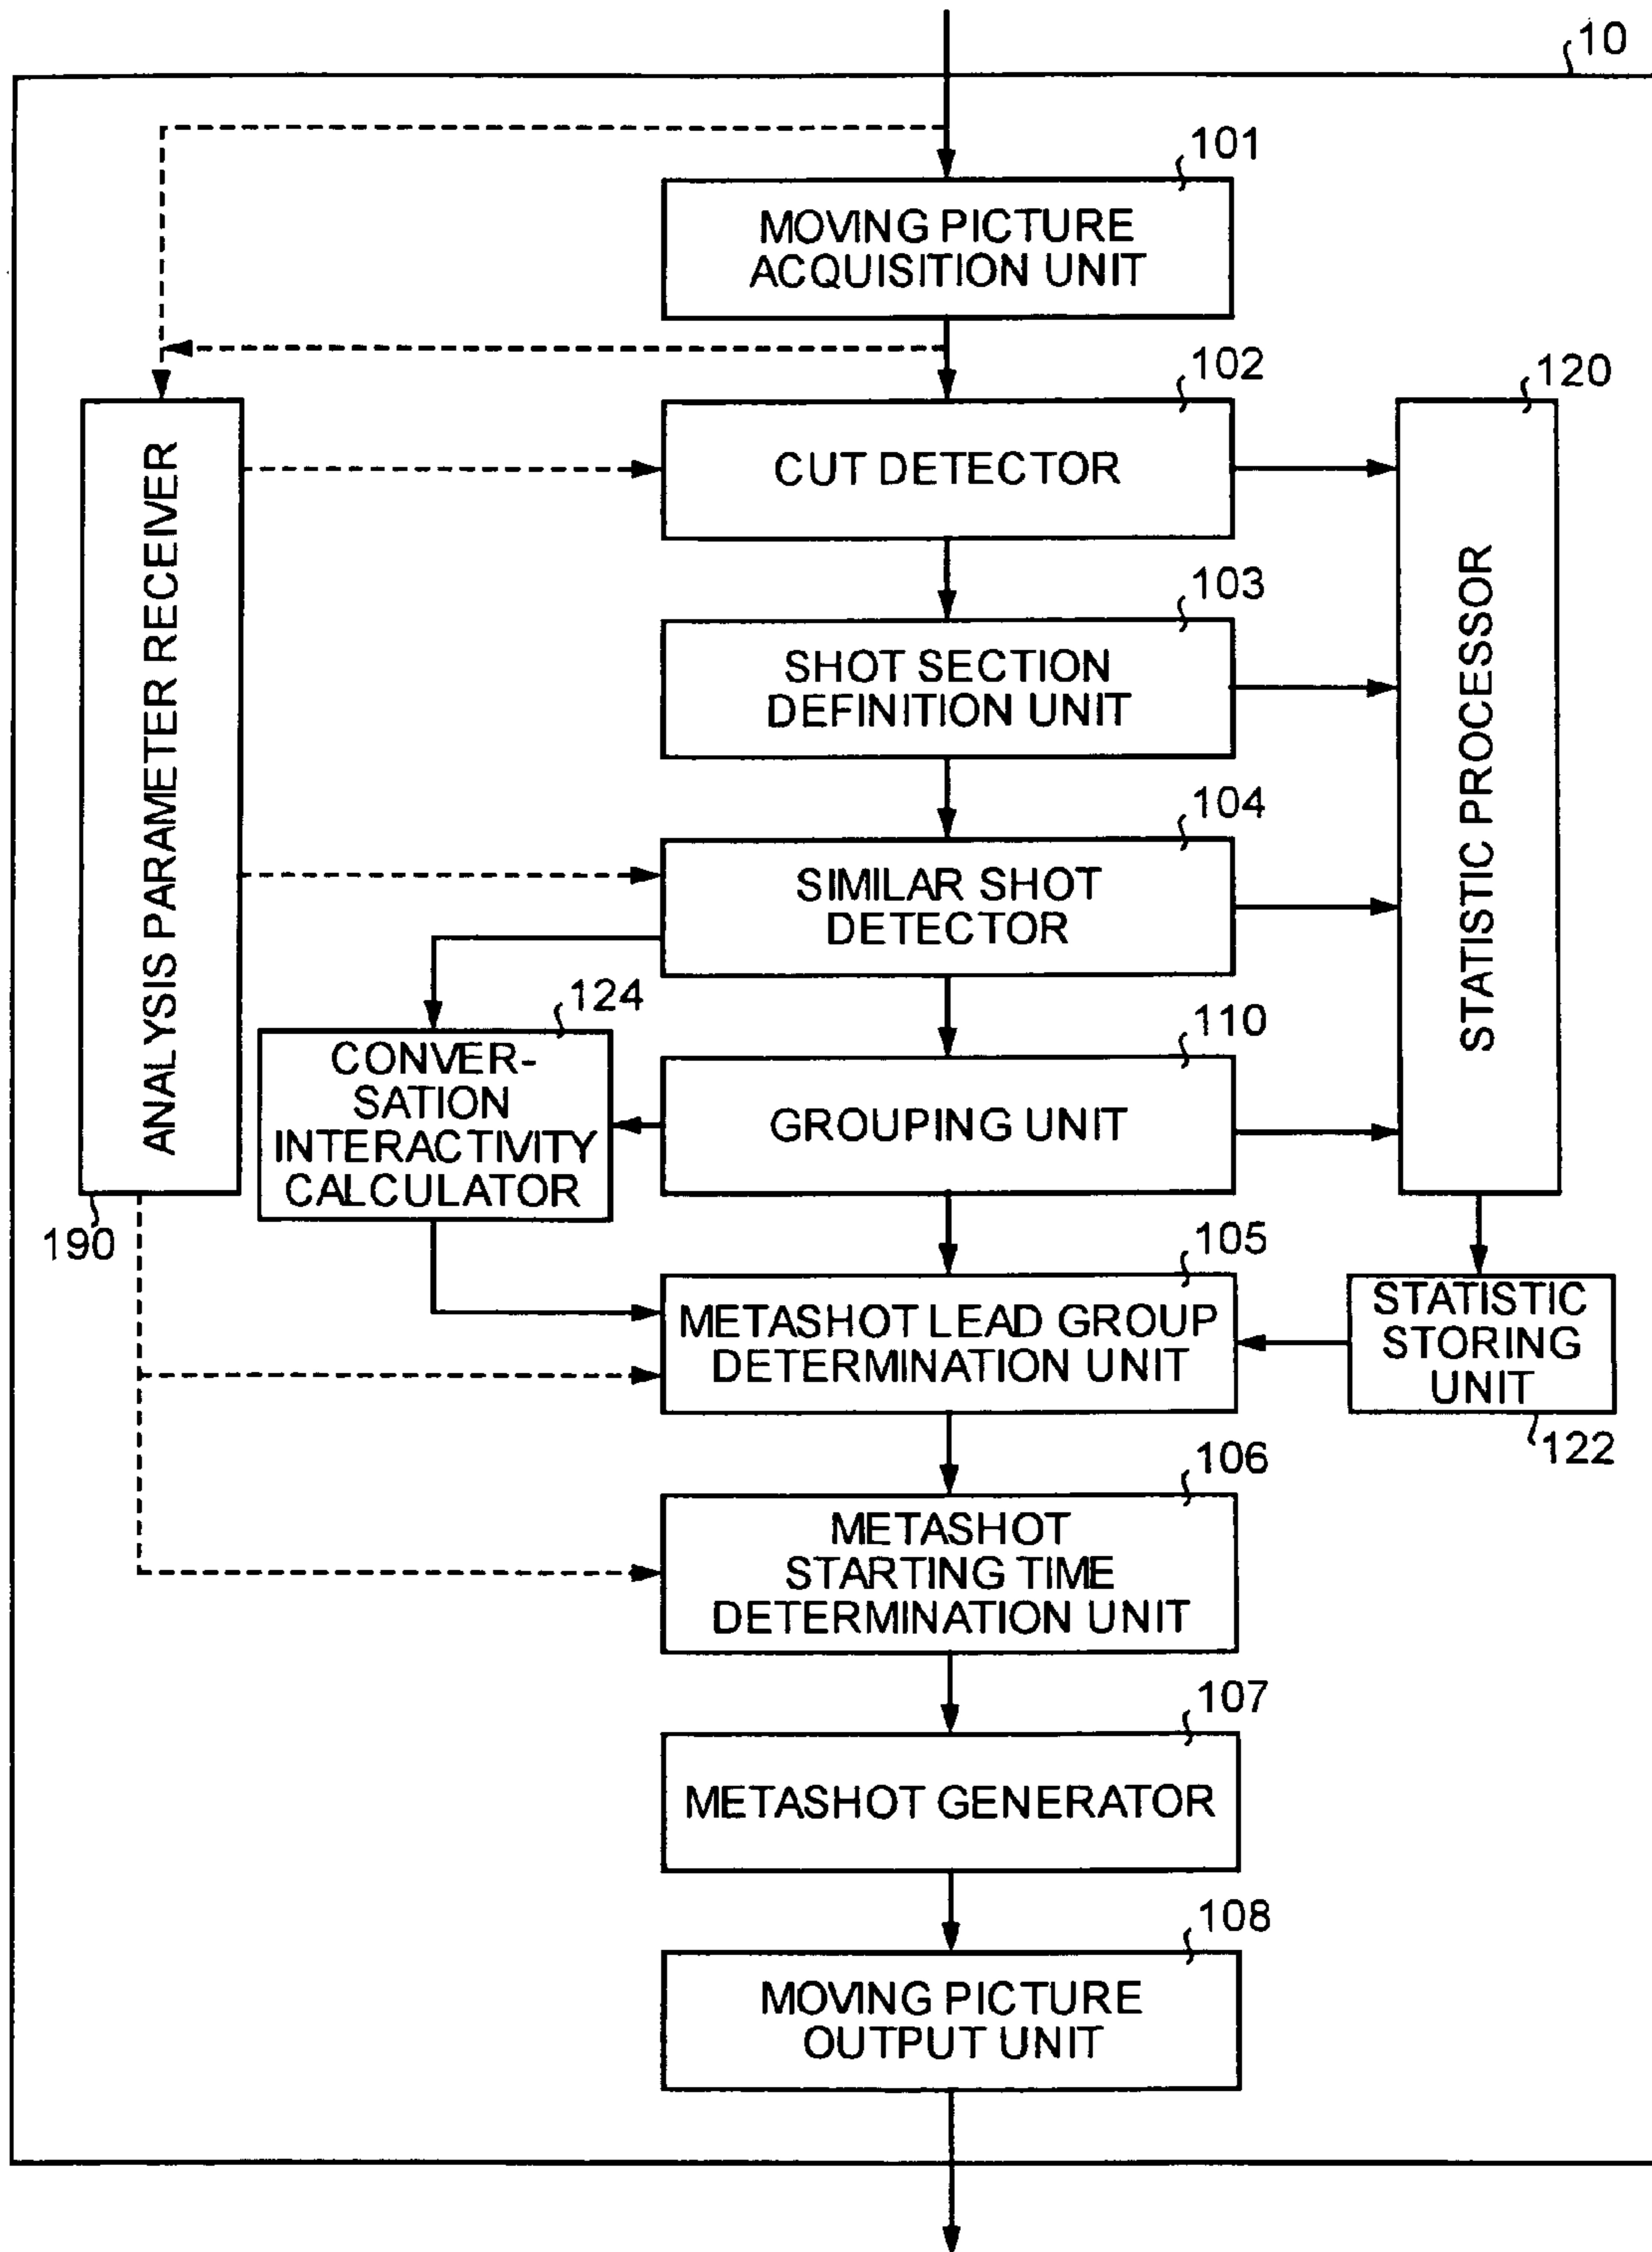 10
101
MOVING PICTURE
ACQUISITION UNIT
102
CUT DETECTOR
120
STATISTIC PROCESSOR
ANALYSIS PARAMETER RECEIVER
190
103
SHOT SECTION
DEFINITION UNIT
104
SIMILAR SHOT
DETECTOR
124
CONVER-
SATION
INTERACTIVITY
CALCULATOR
110
GROUPING UNIT
105
METASHOT LEAD GROUP
DETERMINATION UNIT
STATISTIC
STORING
UNIT
122
106
METASHOT
STARTING TIME
DETERMINATION UNIT
107
METASHOT GENERATOR
108
MOVING PICTURE
OUTPUT UNIT